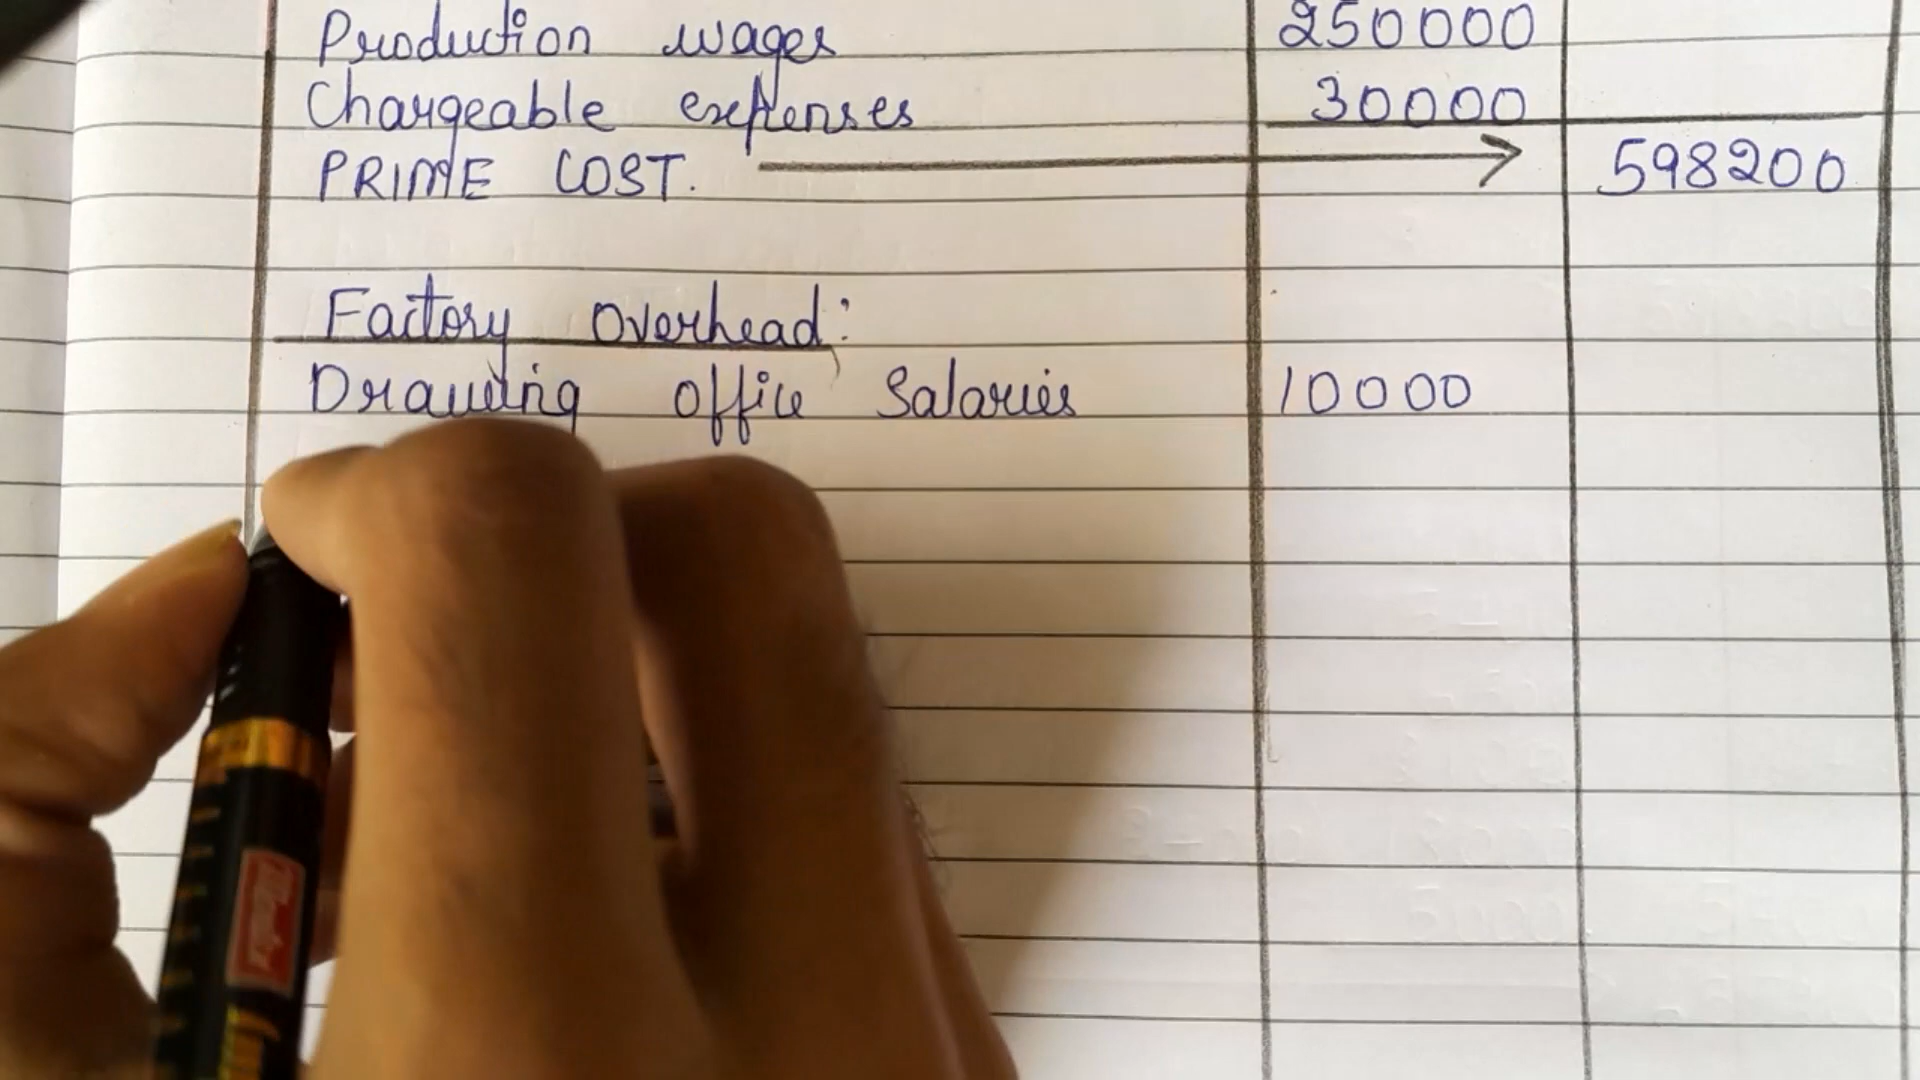 Production wages 250000
Chargeable expenses 30000
PRIME COST. 598200
Factory Overhead:
Drawing office Salaries 10000